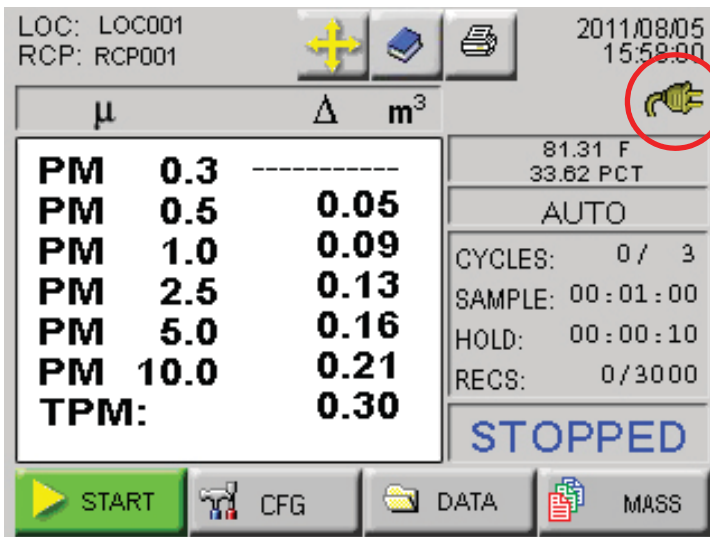 LOC: LOC001
RCP: RCP001
2011/08/05
15:58:00
µ Δ m³
PM 0.3 -----------
PM 0.5 0.05
PM 1.0 0.09
PM 2.5 0.13
PM 5.0 0.16
PM 10.0 0.21
TPM: 0.30
81.31 F
33.62 PCT
AUTO
CYCLES: 0/ 3
SAMPLE: 00:01:00
HOLD: 00:00:10
RECS: 0/3000
STOPPED
START CFG DATA MASS